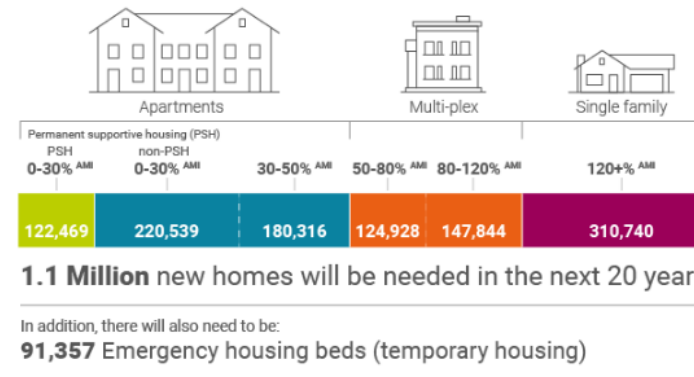 Apartments Multi-plex Single family
Permanent supportive housing (PSH)
PSH non-PSH
0-30% AMI 0-30% AMI 30-50% AMI 50-80% AMI 80-120% AMI 120+% AMI
122,469 220,539 180,316 124,928 147,844 310,740
1.1 Million new homes will be needed in the next 20 year
In addition, there will also need to be:
91,357 Emergency housing beds (temporary housing)